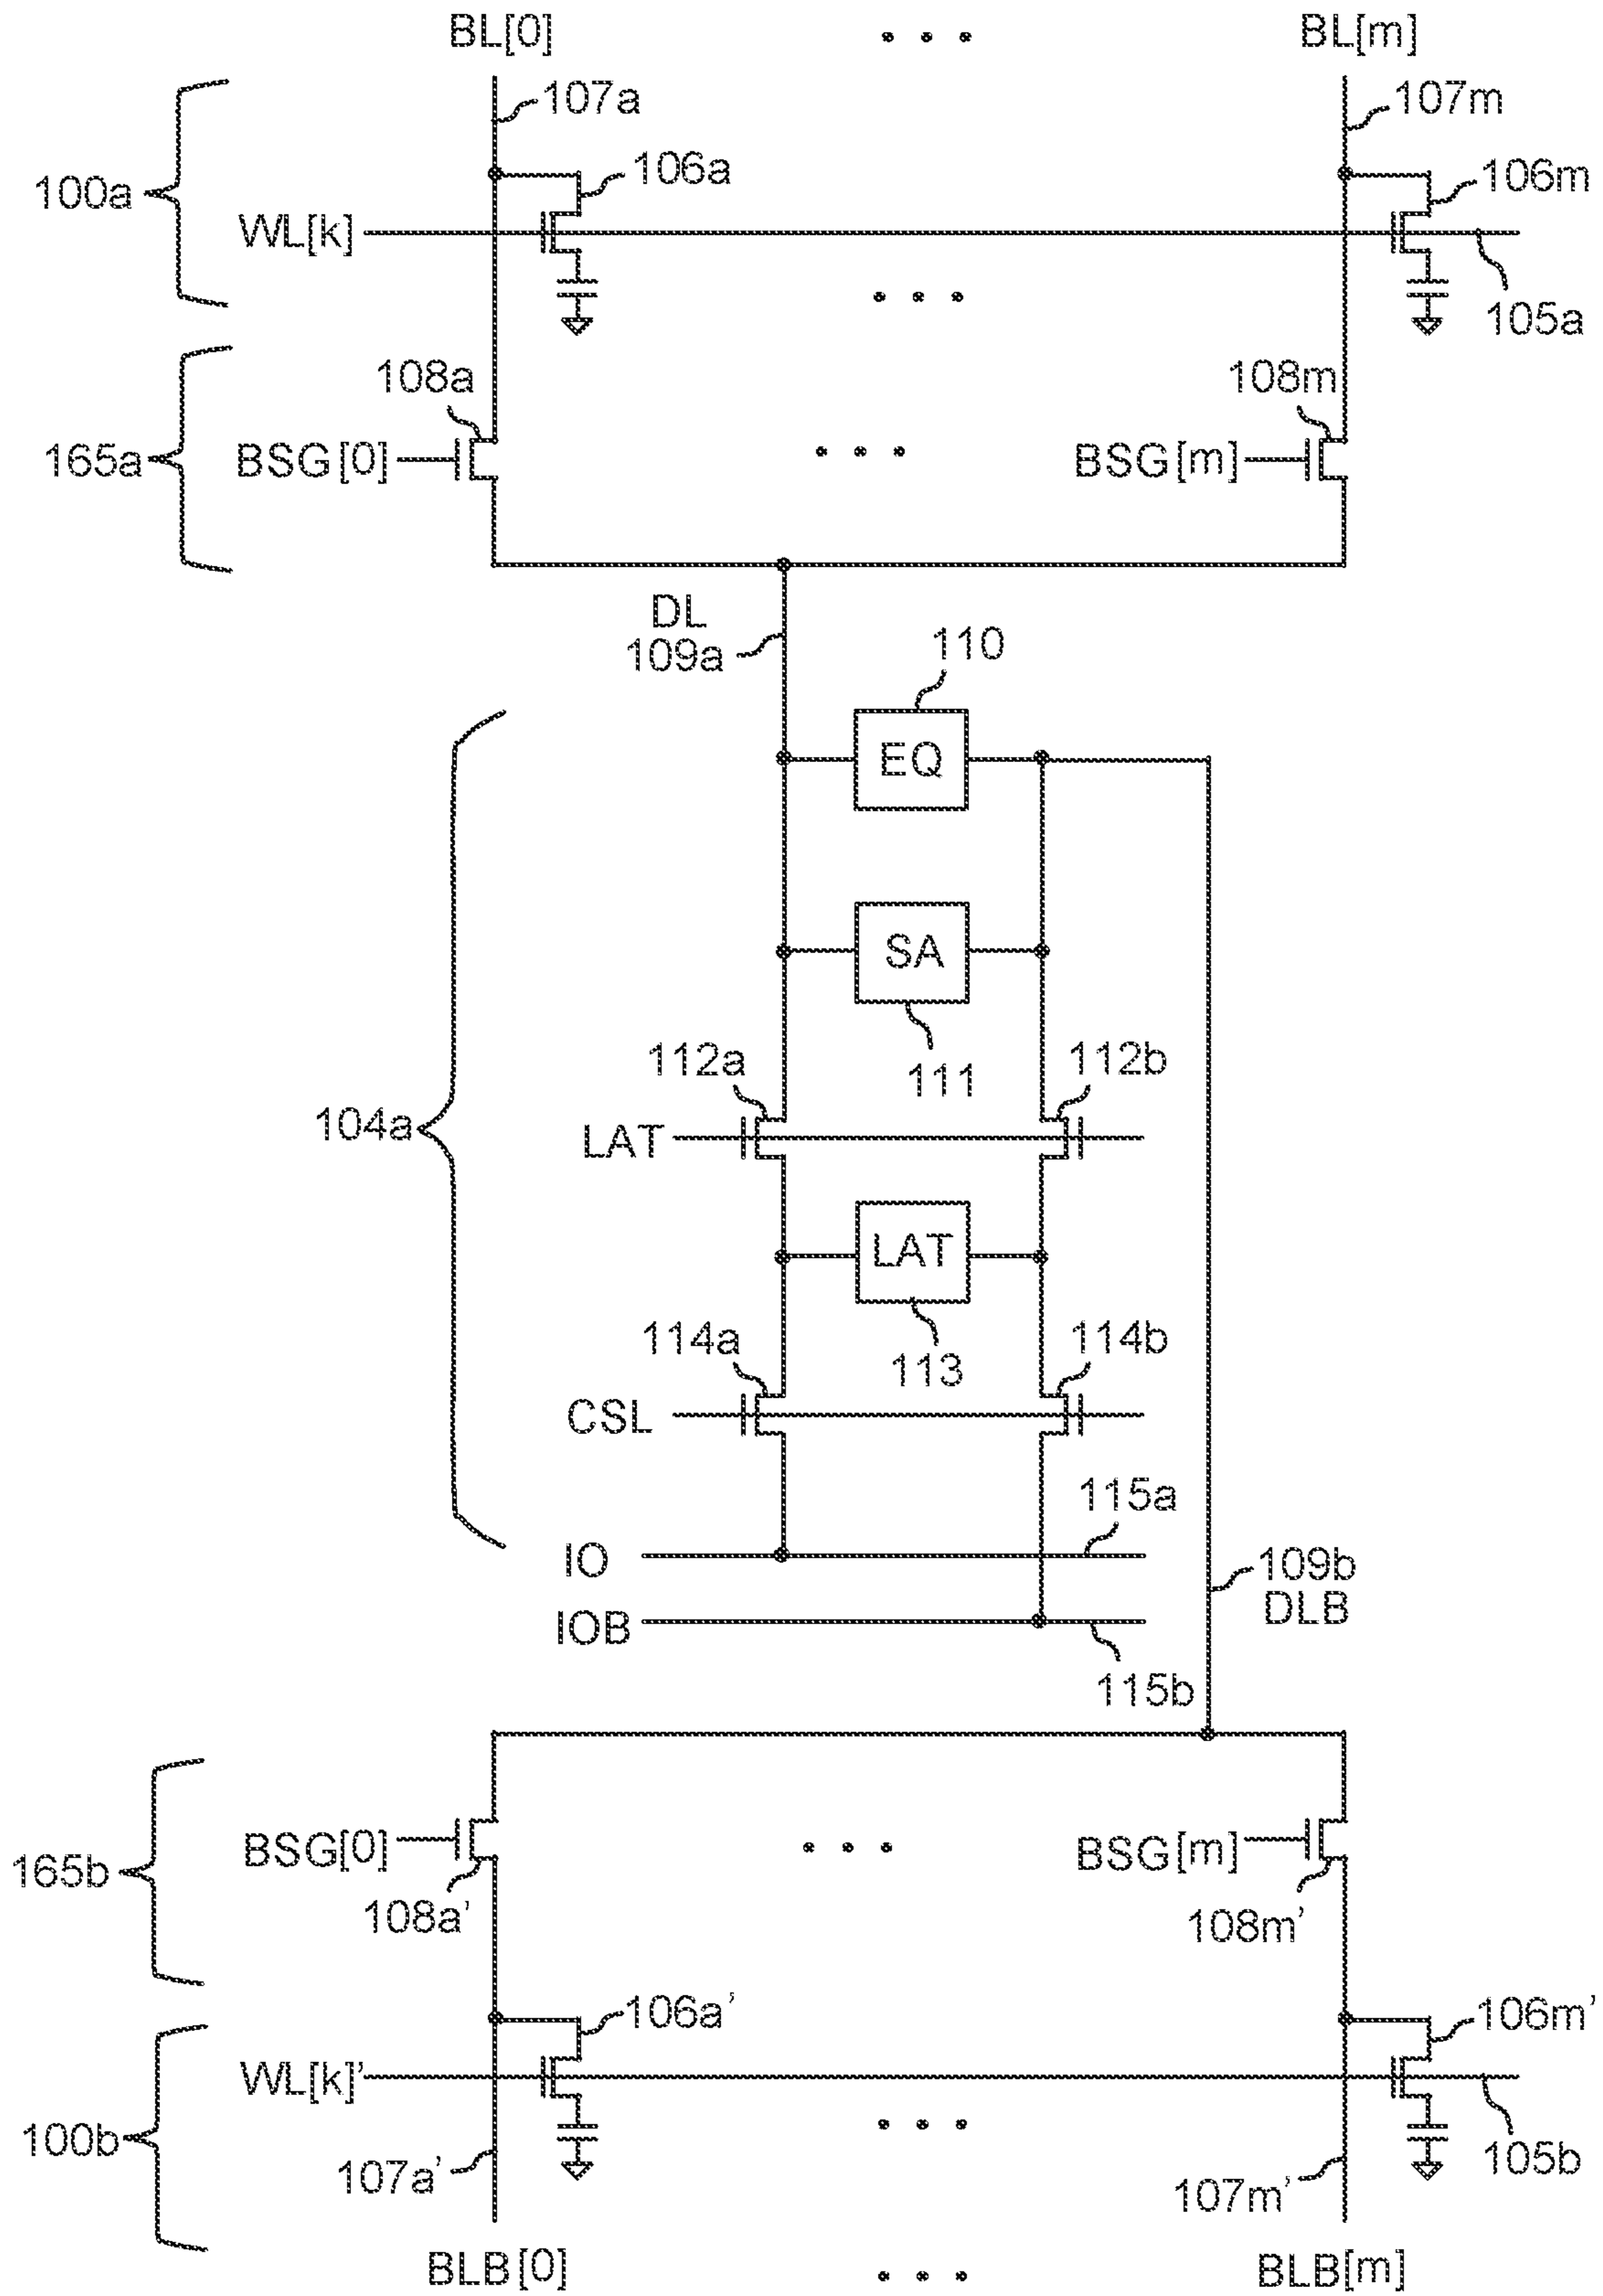 BL[0]
BL[m]
107a
107m
106a
106m
100a
WL[k]
105a
108a
108m
165a
BSG[0]
BSG[m]
DL
109a
110
EQ
SA
112a
111
112b
104a
LAT
LAT
114a
113
114b
CSL
115a
IO
109b
DLB
IOB
115b
165b
BSG[0]
BSG[m]
108a'
108m'
106a'
106m'
WL[k]'
100b
107a'
107m'
105b
BLB[0]
BLB[m]